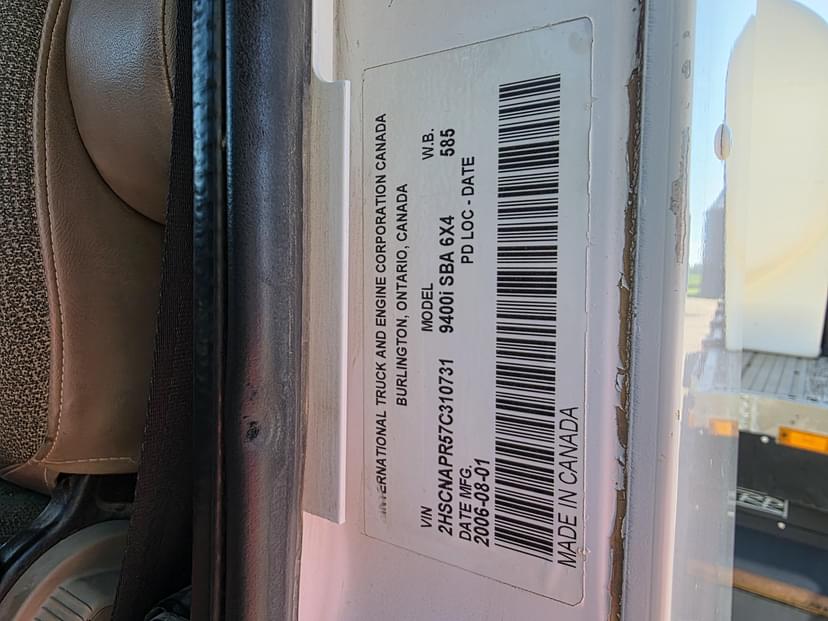 INTERNATIONAL TRUCK AND ENGINE CORPORATION CANADA
BURLINGTON, ONTARIO, CANADA
VIN MODEL W.B.
2HSCNAPR57C310731 9400i SBA 6X4 585
DATE MFG. PD LOC - DATE
2006-08-01
MADE IN CANADA